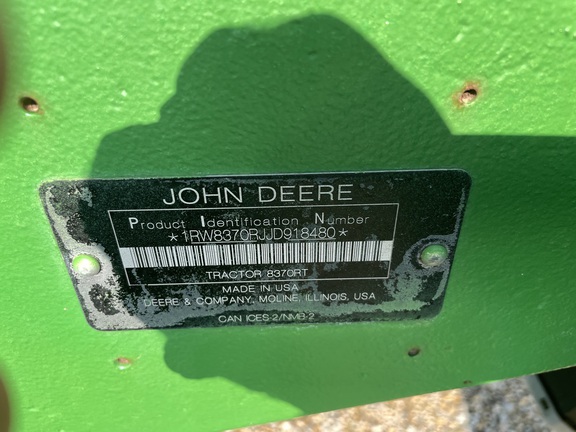 JOHN DEERE
Product Identification Number
*1RW8370RJJD918480*
TRACTOR 8370RT
MADE IN USA
DEERE & COMPANY, MOLINE, ILLINOIS, USA
CAN ICES-2/NMB-2